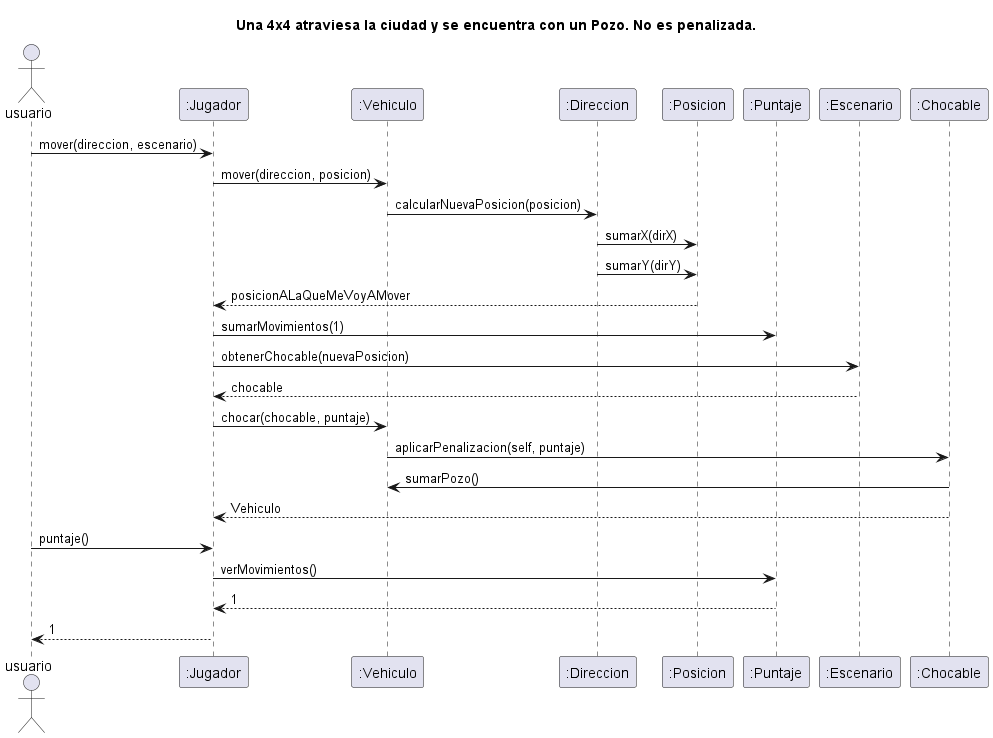 Una 4x4 atraviesa la ciudad y se encuentra con un Pozo. No es penalizada.
usuario
:Jugador
:Vehiculo
:Direccion
:Posicion
:Puntaje
:Escenario
:Chocable
mover(direccion, escenario)
mover(direccion, posicion)
calcularNuevaPosicion(posicion)
sumarX(dirX)
sumarY(dirY)
posicionALaQueMeVoyAMover
sumarMovimientos(1)
obtenerChocable(nuevaPosicion)
chocable
chocar(chocable, puntaje)
aplicarPenalizacion(self, puntaje)
sumarPozo()
Vehiculo
puntaje()
verMovimientos()
1
1
usuario
:Jugador
:Vehiculo
:Direccion
:Posicion
:Puntaje
:Escenario
:Chocable